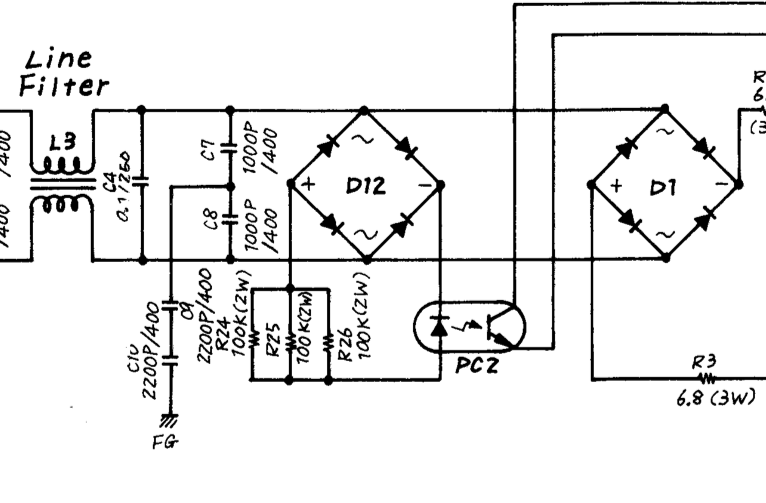 Line
Filter
L3
/400
/400
C4
0.1/250
C7
1000P
/400
C8
1000P
/400
~
+
D12
-
~
~
+
D1
-
~
R
6.
(3
C9
2200P/400
C10
2200P/400
FG
R24
100K(2W)
R25
100K(2W)
R26
100K(2W)
PC2
R3
6.8 (3W)